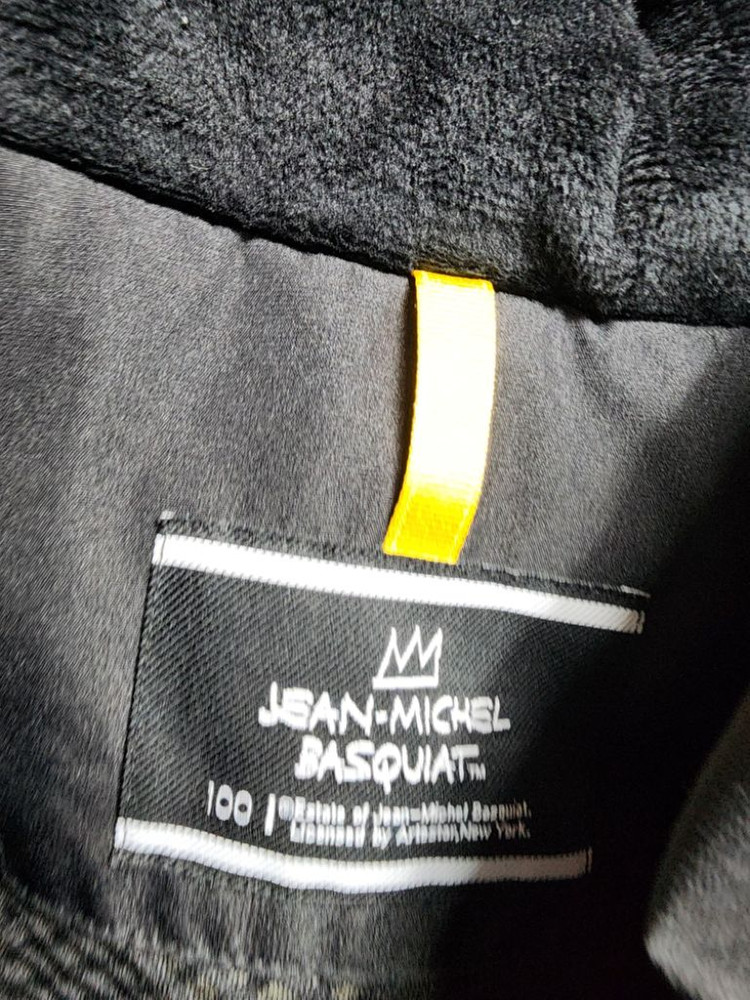 JEAN-MICHEL
BASQUIAT™
100 | © Estate of Jean-Michel Basquiat.
Licensed by Artestar, New York.